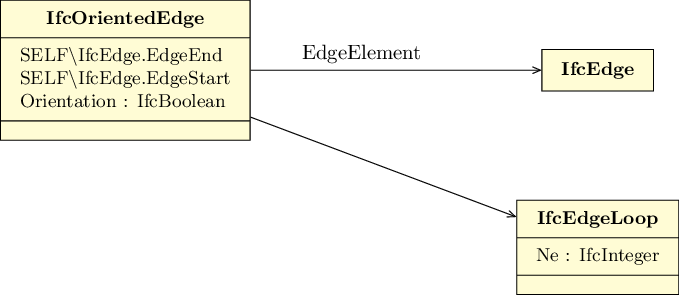 IfcOrientedEdge
SELF\IfcEdge.EdgeEnd
SELF\IfcEdge.EdgeStart
Orientation : IfcBoolean
EdgeElement
IfcEdge
IfcEdgeLoop
Ne : IfcInteger